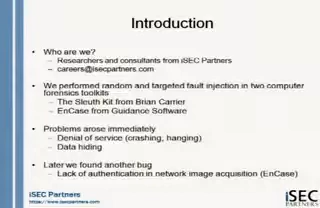 Introduction
• Who are we?
– Researchers and consultants from iSEC Partners
– careers@isecpartners.com
• We performed random and targeted fault injection in two computer
forensics toolkits
– The Sleuth Kit from Brian Carrier
– EnCase from Guidance Software
• Problems arose immediately
– Denial of service (crashing, hanging)
– Data hiding
• Later we found another bug
– Lack of authentication in network image acquisition (EnCase)
iSEC Partners
https://www.isecpartners.com
iSEC
PARTNERS